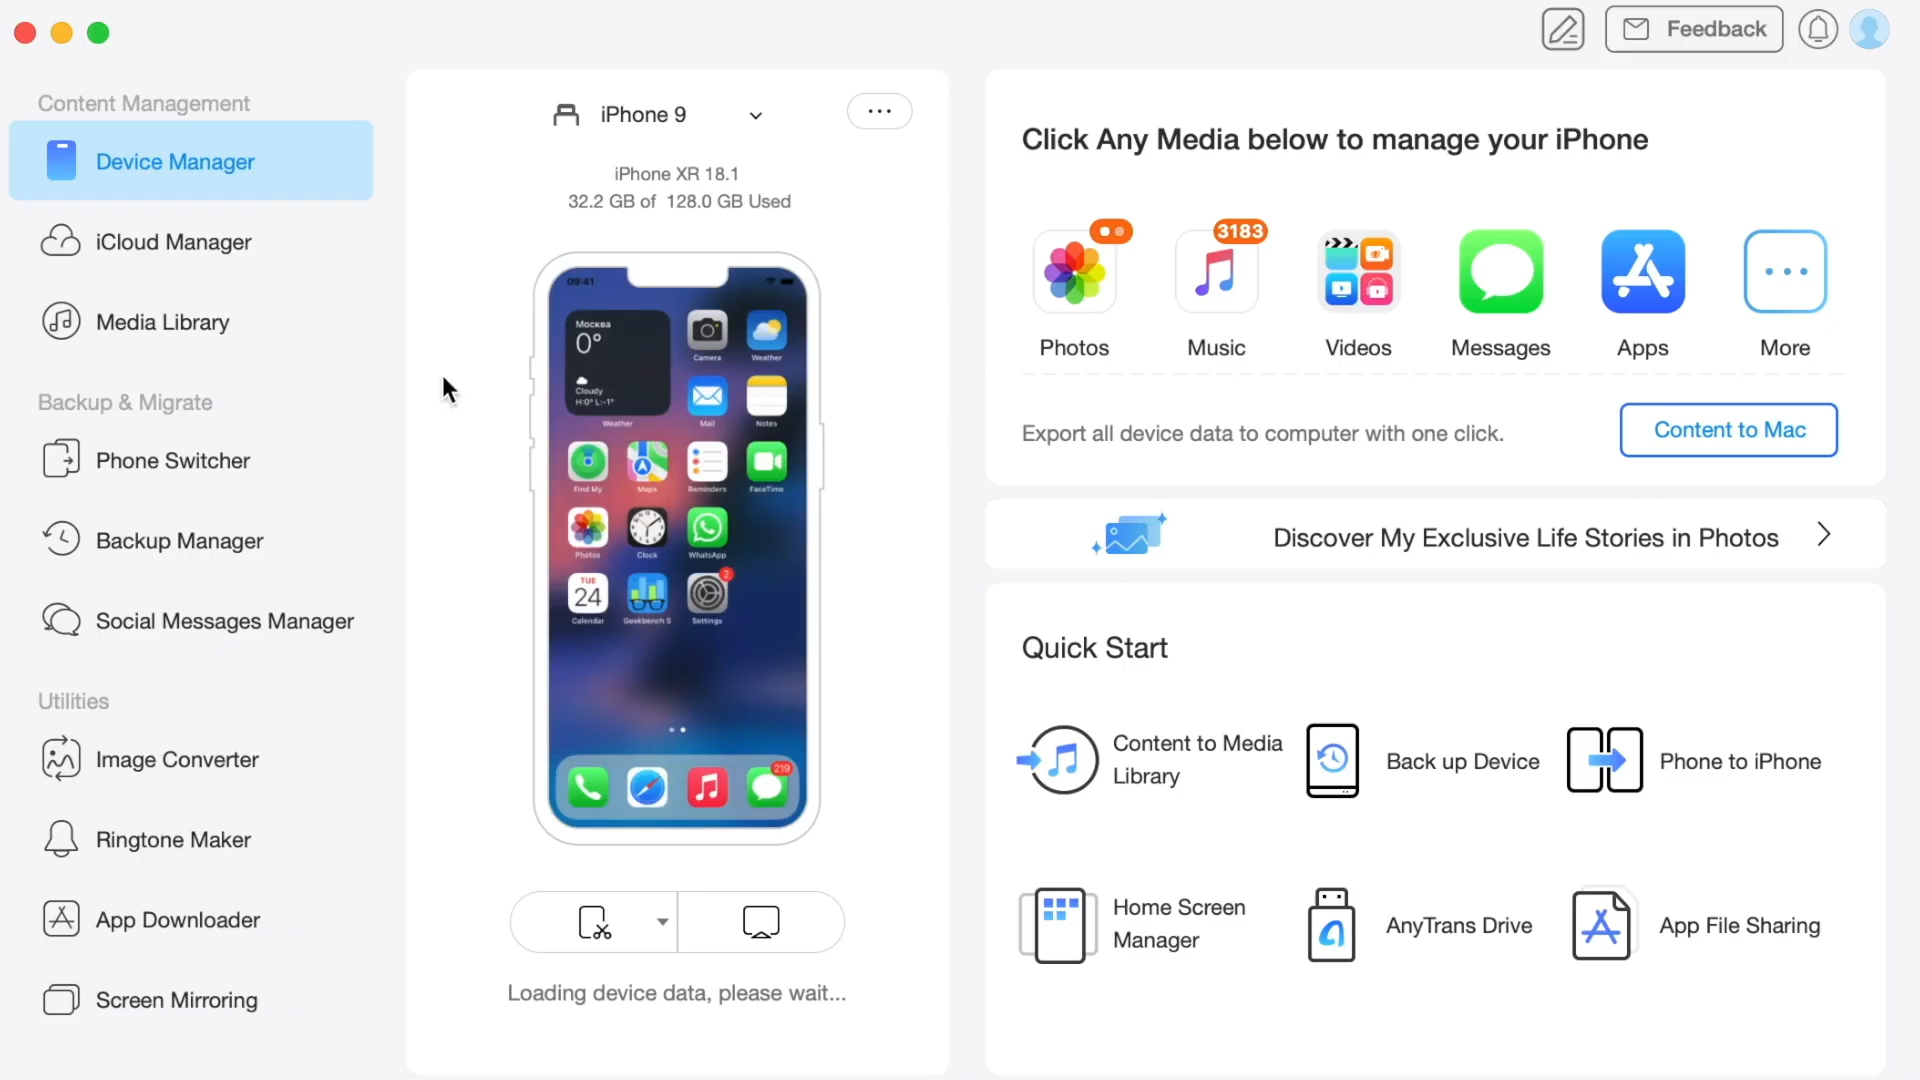 Feedback
Content Management
Device Manager
iCloud Manager
Media Library
Backup & Migrate
Phone Switcher
Backup Manager
Social Messages Manager
Utilities
Image Converter
Ringtone Maker
App Downloader
Screen Mirroring
iPhone 9
iPhone XR 18.1
32.2 GB of 128.0 GB Used
09:41
Москва
0°
Cloudy
H:0° L:-1°
Weather
Camera
Weather
Mail
Notes
Find My
Maps
Reminders
FaceTime
Photos
Clock
WhatsApp
TUE
24
2
Calendar
Geekbench 5
Settings
219
Loading device data, please wait...
Click Any Media below to manage your iPhone
3183
Photos
Music
Videos
Messages
Apps
More
Export all device data to computer with one click.
Content to Mac
Discover My Exclusive Life Stories in Photos
Quick Start
Content to Media
Library
Back up Device
Phone to iPhone
Home Screen
Manager
AnyTrans Drive
App File Sharing